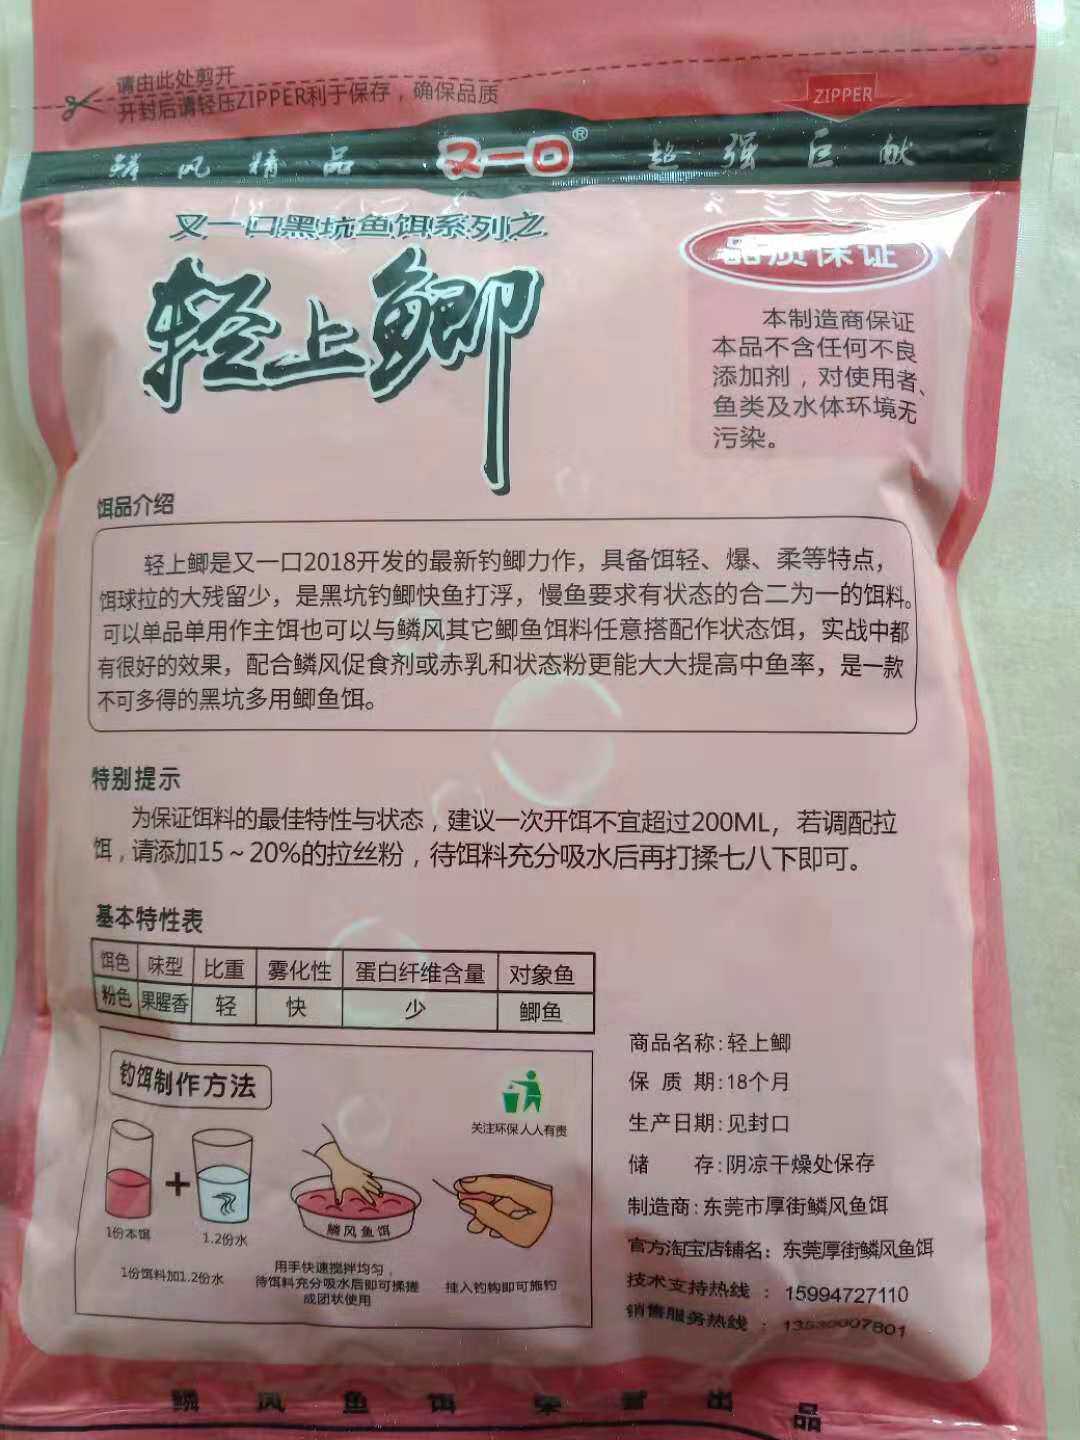 请由此处剪开
开封后请轻压ZIPPER利于保存，确保品质
ZIPPER
鳞风精品 又一口® 超强巨献
又一口黑坑鱼饵系列之
轻上鲫
品质保证
本制造商保证
本品不含任何不良
添加剂，对使用者、
鱼类及水体环境无
污染。
饵品介绍
轻上鲫是又一口2018开发的最新钓鲫力作，具备饵轻、爆、柔等特点，
饵球拉的大残留少，是黑坑钓鲫快鱼打浮，慢鱼要求有状态的合二为一的饵料。
可以单品单用作主饵也可以与鳞风其它鲫鱼饵料任意搭配作状态饵，实战中都
有很好的效果，配合鳞风促食剂或赤乳和状态粉更能大大提高中鱼率，是一款
不可多得的黑坑多用鲫鱼饵。
特别提示
为保证饵料的最佳特性与状态，建议一次开饵不宜超过200ML，若调配拉
饵，请添加15～20%的拉丝粉，待饵料充分吸水后再打揉七八下即可。
基本特性表
饵色 味型 比重 雾化性 蛋白纤维含量 对象鱼
粉色 果腥香 轻 快 少 鲫鱼
钓饵制作方法
关注环保 人人有责
+
1份本饵
1.2份水
1份饵料加1.2份水
鳞风鱼饵
用手快速搅拌均匀，
待饵料充分吸水后即可揉搓
成团状使用
挂入钓钩即可施钓
商品名称：轻上鲫
保质期：18个月
生产日期：见封口
储存：阴凉干燥处保存
制造商：东莞市厚街鳞风鱼饵
官方淘宝店铺名：东莞厚街鳞风鱼饵
技术支持热线：15994727110
销售服务热线：13530007801
鳞风鱼饵荣誉出品